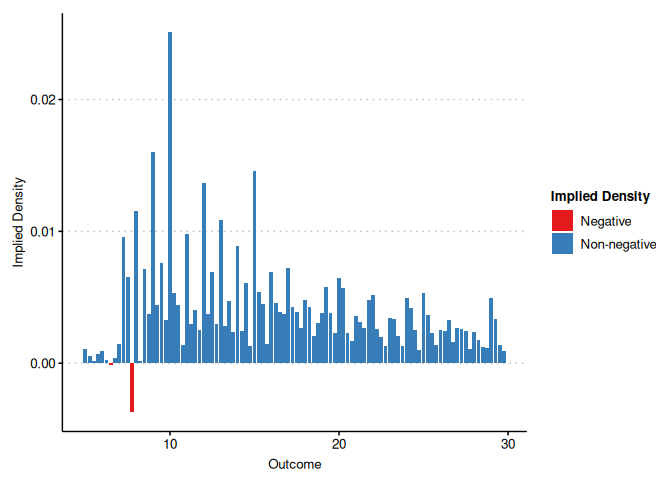 0.02
0.01
0.00
Implied Density
10
20
30
Outcome
Implied Density
Negative
Non-negative